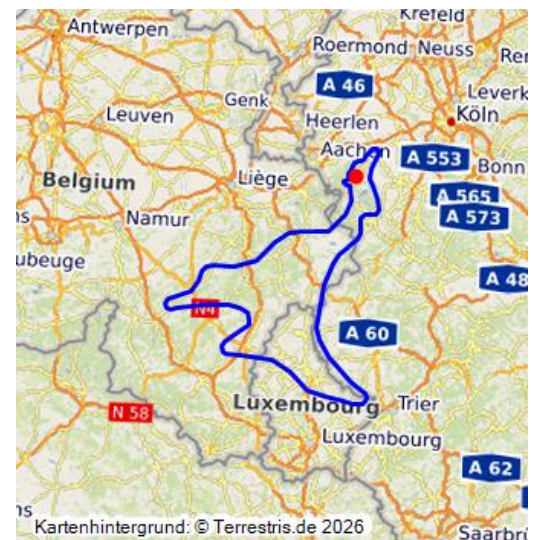 Krefeld
Antwerpen
Roermond Neuss
A 46
Genk
Leverk
Leuven
Heerlen
Köln
Aachen
A 553
Bonn
Belgium
Liège
A 565
Namur
A 573
ubeuge
A 48
N4
A 60
Luxembourg
Trier
N 58
Luxembourg
A 62
ns
Kartenhintergrund: © Terrestris.de 2026
Saarbrü